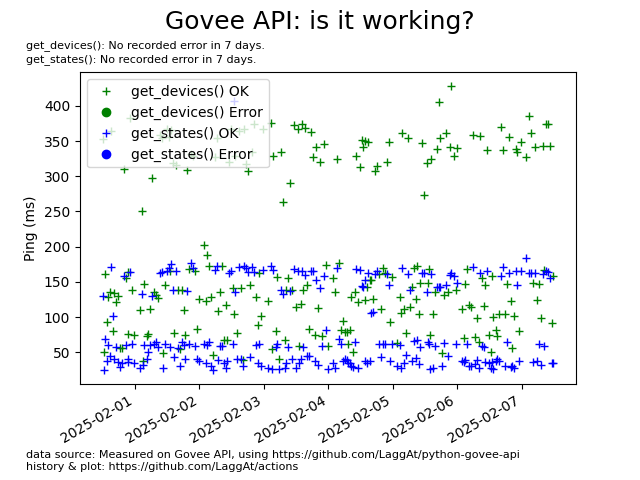 Govee API: is it working?
get_devices(): No recorded error in 7 days.
get_states(): No recorded error in 7 days.
get_devices() OK
get_devices() Error
get_states() OK
get_states() Error
400
350
300
250
200
150
100
50
Ping (ms)
2025-02-01
2025-02-02
2025-02-03
2025-02-04
2025-02-05
2025-02-06
2025-02-07
data source: Measured on Govee API, using https://github.com/LaggAt/python-govee-api
history & plot: https://github.com/LaggAt/actions